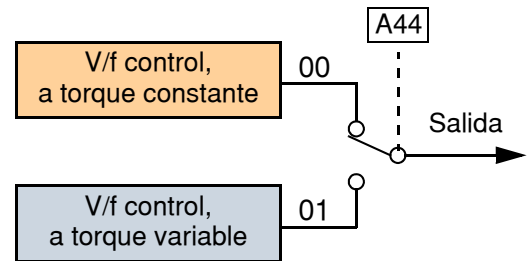 A44
V/f control,
a torque constante
00
Salida
V/f control,
a torque variable
01